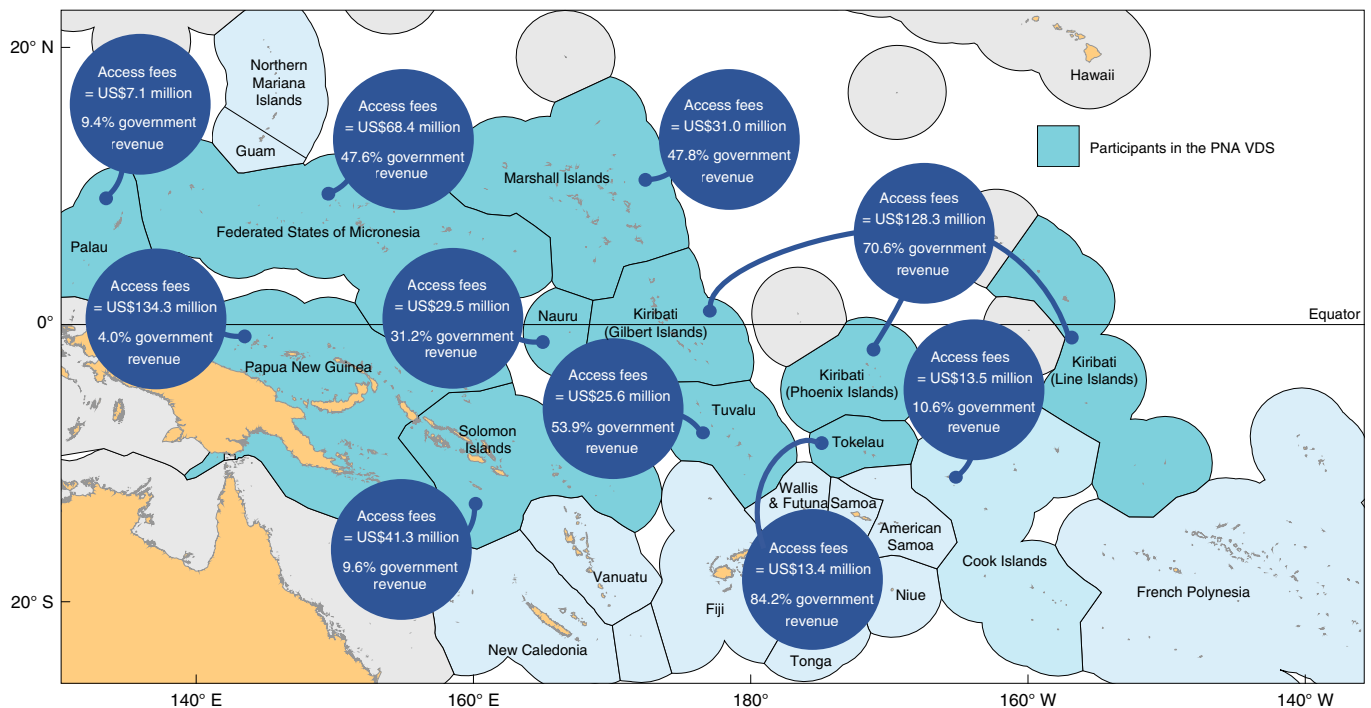 20° N
0°
20° S
Access fees
= US$7.1 million
9.4% government
revenue
Northern
Mariana
Islands
Guam
Access fees
= US$68.4 million
47.6% government
revenue
Marshall Islands
Access fees
= US$31.0 million
47.8% government
revenue
Hawaii
Participants in the PNA VDS
Palau
Federated States of Micronesia
Access fees
= US$128.3 million
70.6% government
revenue
Access fees
= US$134.3 million
4.0% government
revenue
Papua New Guinea
Access fees
= US$29.5 million
31.2% government
revenue
Nauru
Kiribati
(Gilbert Islands)
Equator
Access fees
= US$25.6 million
53.9% government
revenue
Tuvalu
Kiribati
(Phoenix Islands)
Access fees
= US$13.5 million
10.6% government
revenue
Kiribati
(Line Islands)
Solomon
Islands
Tokelau
Access fees
= US$41.3 million
9.6% government
revenue
Wallis
& Futuna
Samoa
American
Samoa
Access fees
= US$13.4 million
84.2% government
revenue
Vanuatu
Fiji
Niue
Cook Islands
French Polynesia
New Caledonia
Tonga
140° E
160° E
180°
160° W
140° W